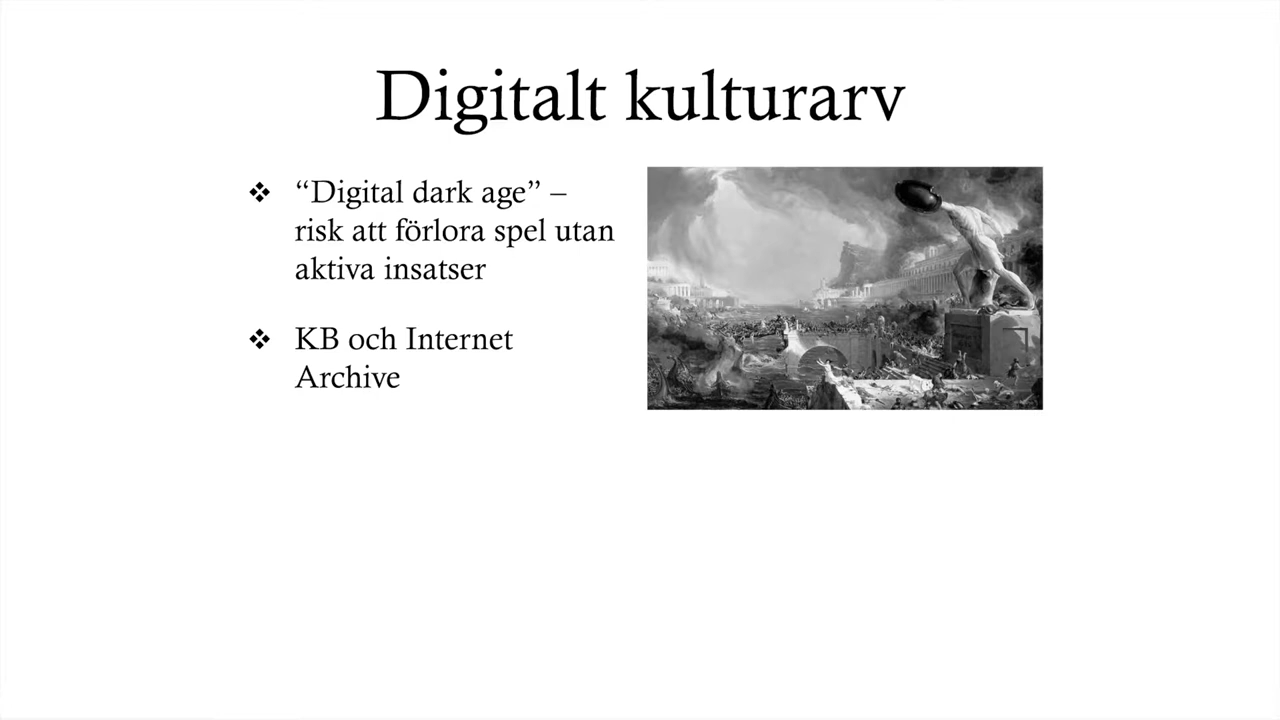 Digitalt kulturarv
❖ “Digital dark age” –
risk att förlora spel utan
aktiva insatser
❖ KB och Internet
Archive